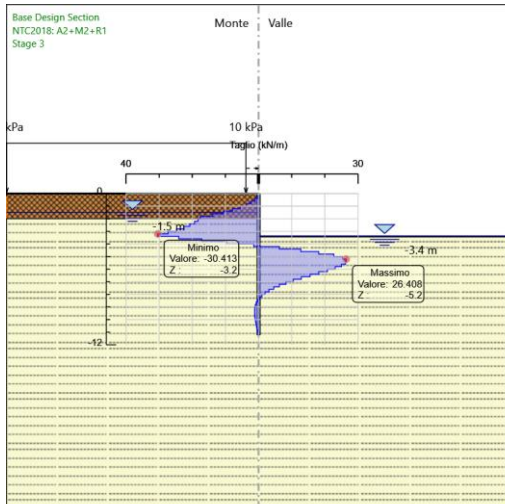 Base Design Section
NTC2018: A2+M2+R1
Stage 3
Monte
Valle
kPa
10 kPa
Taglio (kN/m)
40
30
0
-1.5 m
-3.4 m
Minimo
Valore: -30.413
Z : -3.2
Massimo
Valore: 26.408
Z : -5.2
-12